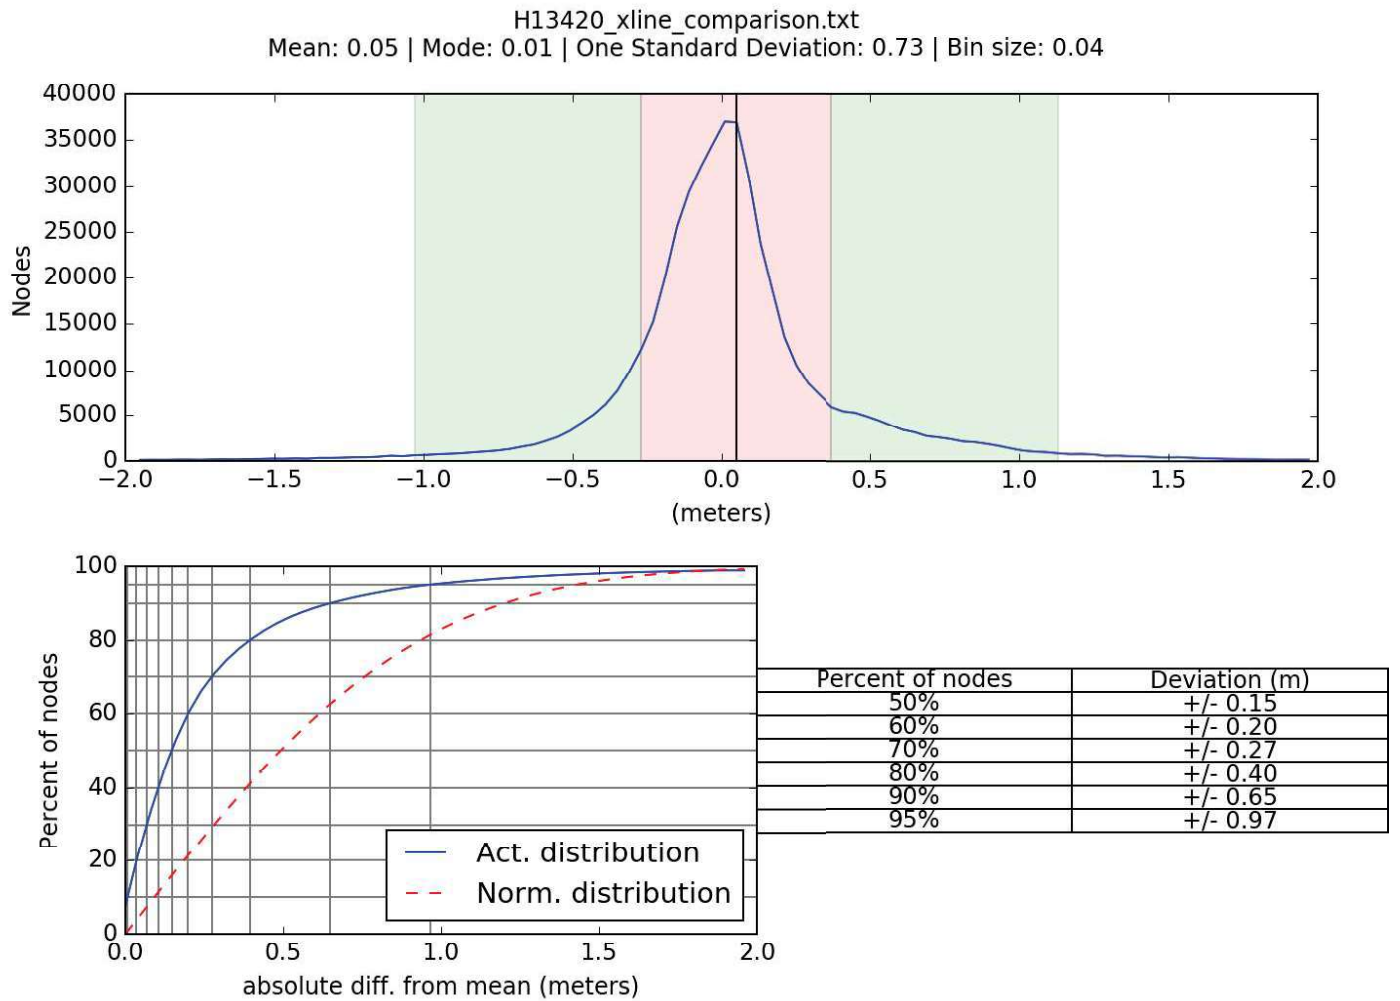 H13420_xline_comparison.txt
Mean: 0.05 | Mode: 0.01 | One Standard Deviation: 0.73 | Bin size: 0.04
40000
35000
30000
25000
20000
15000
10000
5000
0
Nodes
−2.0 −1.5 −1.0 −0.5 0.0 0.5 1.0 1.5 2.0
(meters)
100
80
60
40
20
0
Percent of nodes
0.0 0.5 1.0 1.5 2.0
absolute diff. from mean (meters)
Act. distribution
Norm. distribution
Percent of nodes Deviation (m)
50% +/- 0.15
60% +/- 0.20
70% +/- 0.27
80% +/- 0.40
90% +/- 0.65
95% +/- 0.97